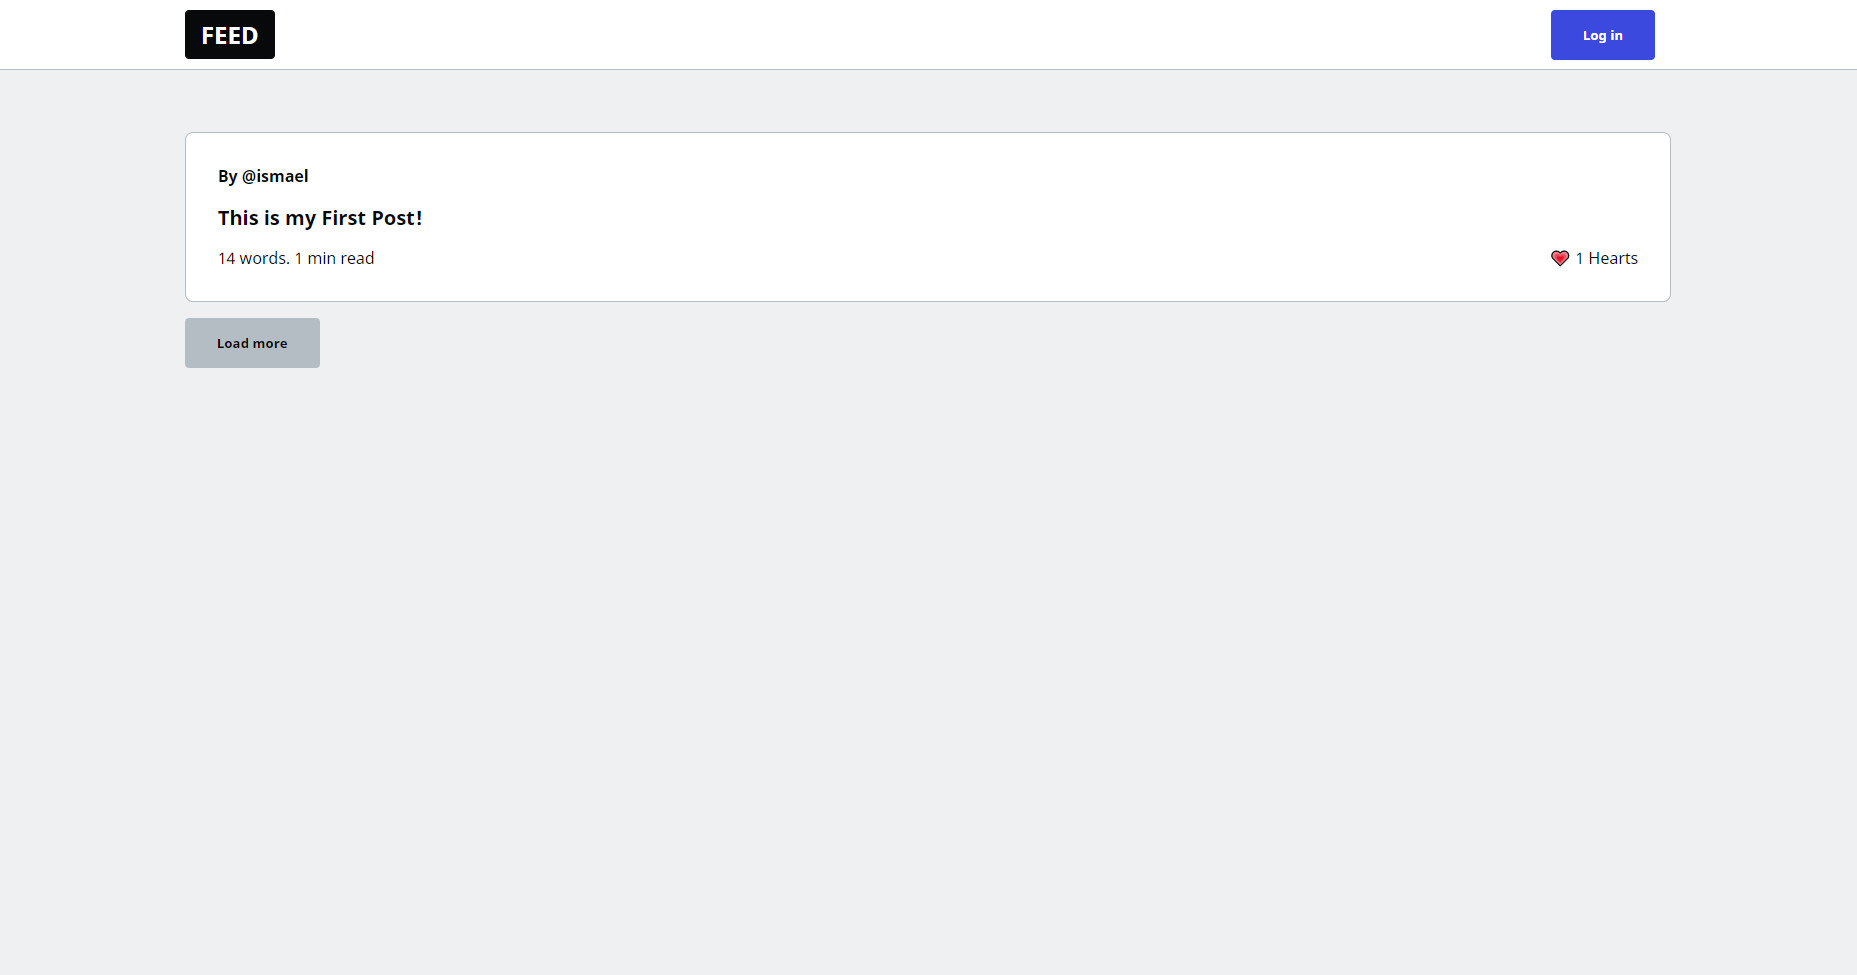 FEED
Log in
By @ismael
This is my First Post!
14 words. 1 min read
1 Hearts
Load more